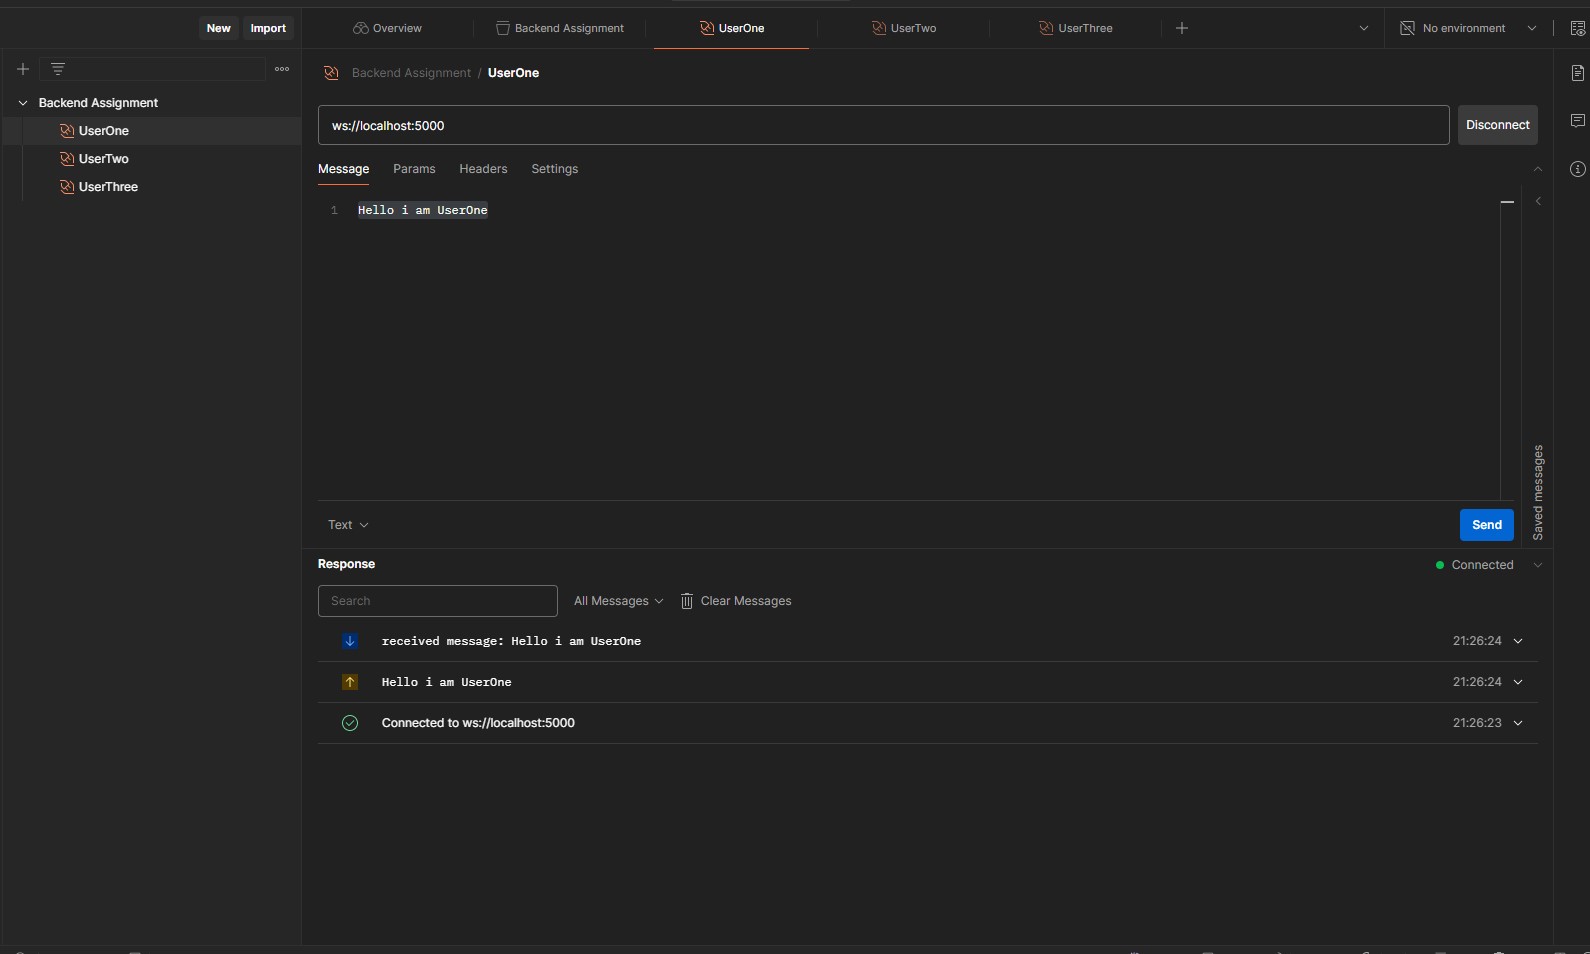 New Import
Overview Backend Assignment UserOne UserTwo UserThree No environment
Backend Assignment / UserOne
Backend Assignment
UserOne
UserTwo
UserThree
ws://localhost:5000 Disconnect
Message Params Headers Settings
1 Hello i am UserOne
Saved messages
Text Send
Response Connected
Search All Messages Clear Messages
received message: Hello i am UserOne 21:26:24
Hello i am UserOne 21:26:24
Connected to ws://localhost:5000 21:26:23